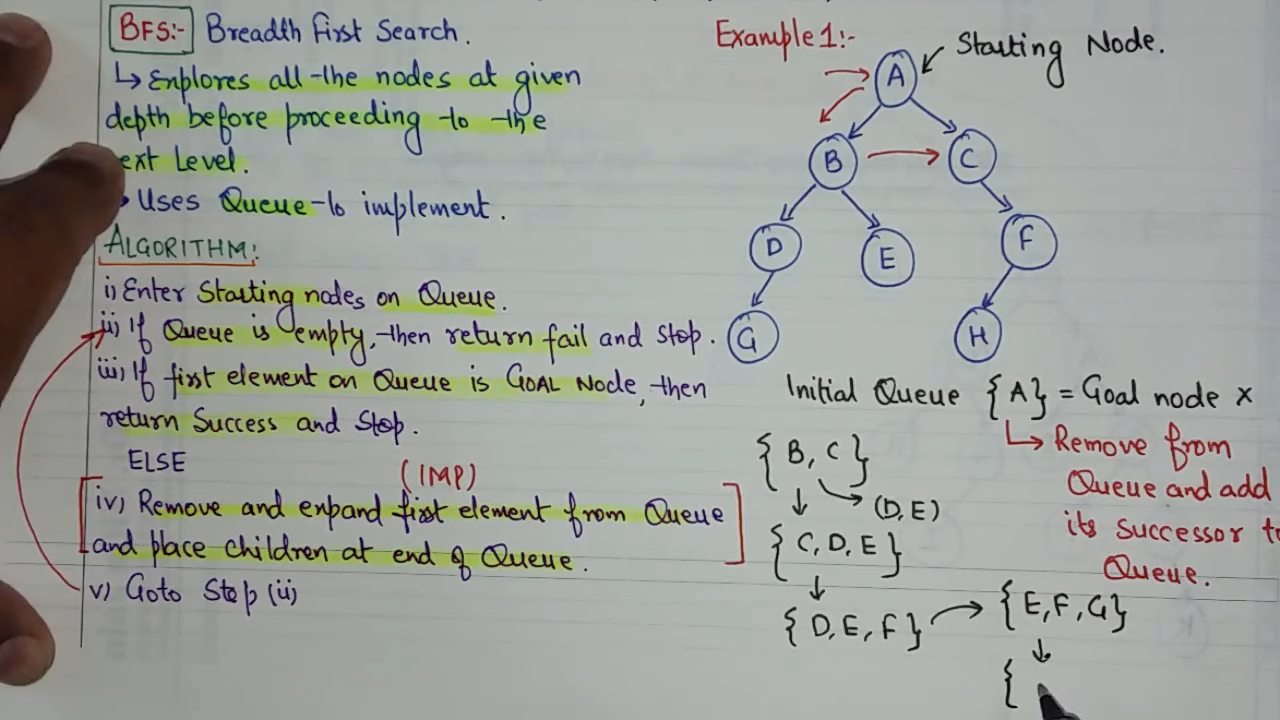 BFS:- Breadth First Search.
↳ Explores all the nodes at given
depth before proceeding to the
ext Level.
Uses Queue to implement.
ALGORITHM:
i) Enter Starting nodes on Queue.
ii) If Queue is empty, then return fail and Stop.
iii) If first element on Queue is GOAL Node, then
return Success and Stop.
ELSE
(IMP)
iv) Remove and expand first element from Queue
and place children at end of Queue.
v) Goto Step (ii)
Example 1:-
Starting Node.
A
B
C
D
E
F
G
H
Initial Queue {A} = Goal node x
↳ Remove from
Queue and add
its successor t
Queue.
{B, C}
(D, E)
{C, D, E}
{D, E, F} → {E, F, G}
{